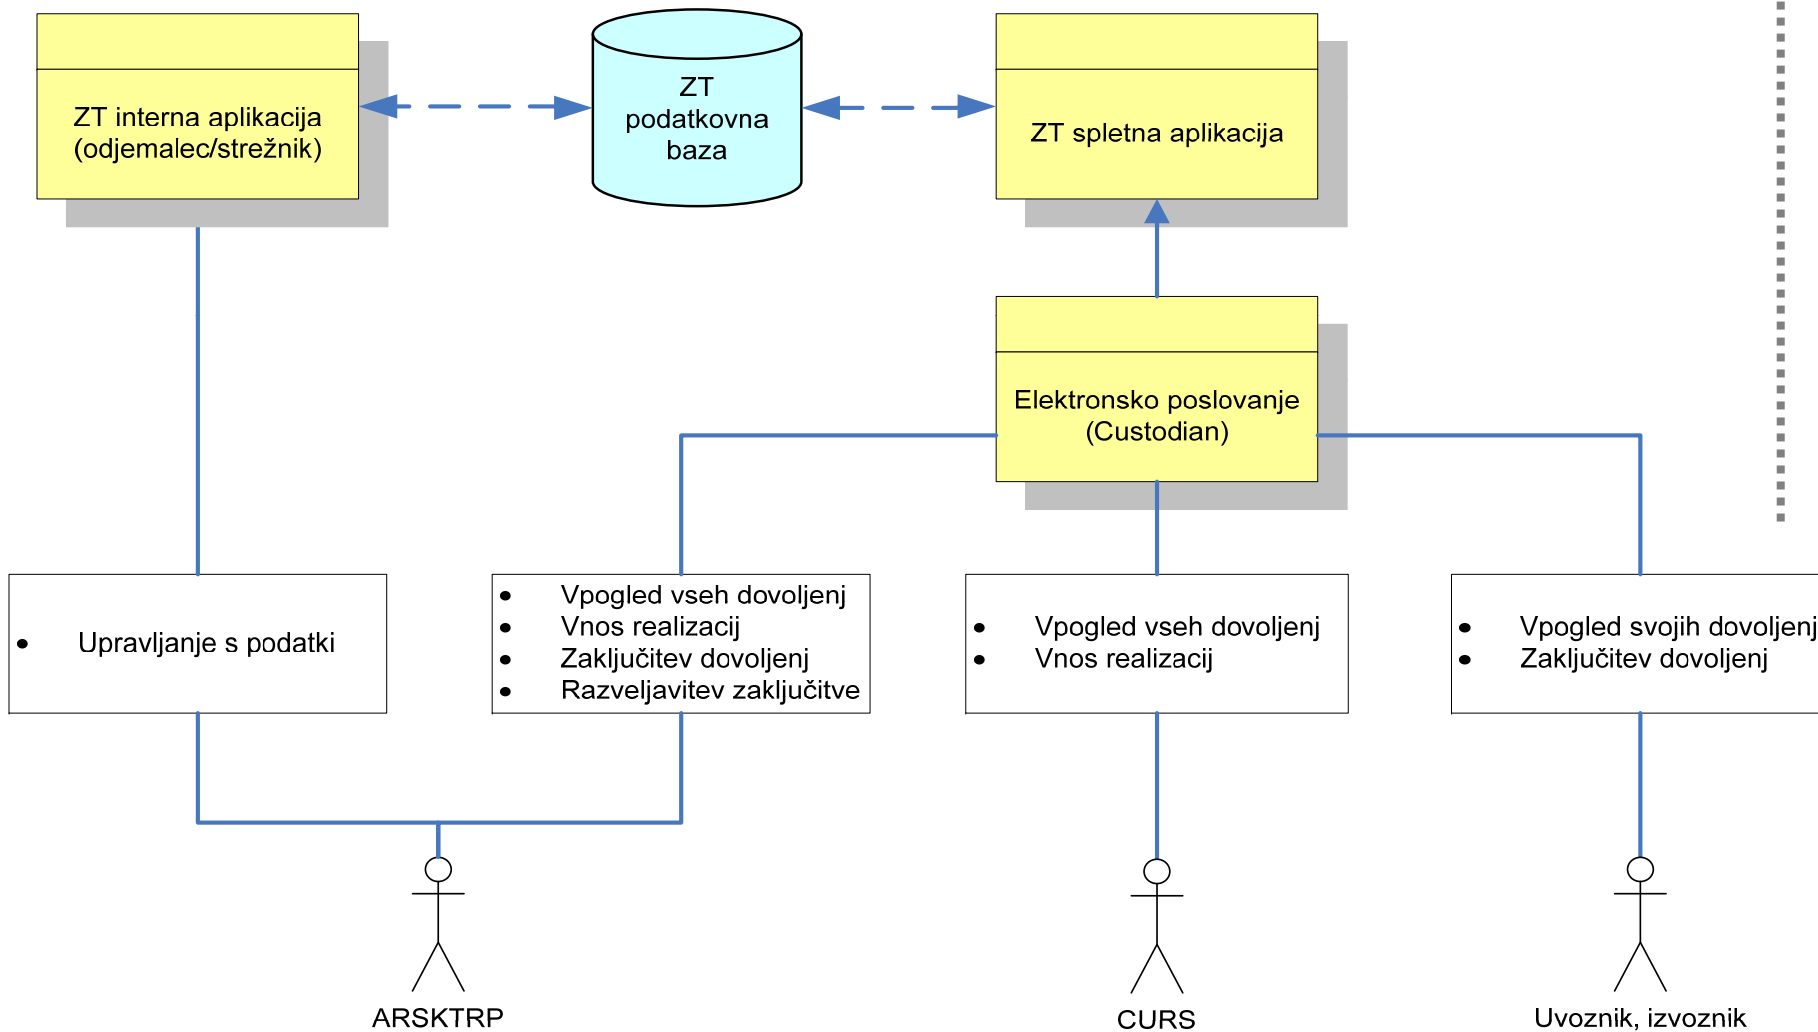 ZT interna aplikacija
(odjemalec/strežnik)
ZT
podatkovna
baza
ZT spletna aplikacija
Elektronsko poslovanje
(Custodian)
• Upravljanje s podatki
• Vpogled vseh dovoljenj
• Vnos realizacij
• Zaključitev dovoljenj
• Razveljavitev zaključitve
• Vpogled vseh dovoljenj
• Vnos realizacij
• Vpogled svojih dovoljenj
• Zaključitev dovoljenj
ARSKTRP
CURS
Uvoznik, izvoznik